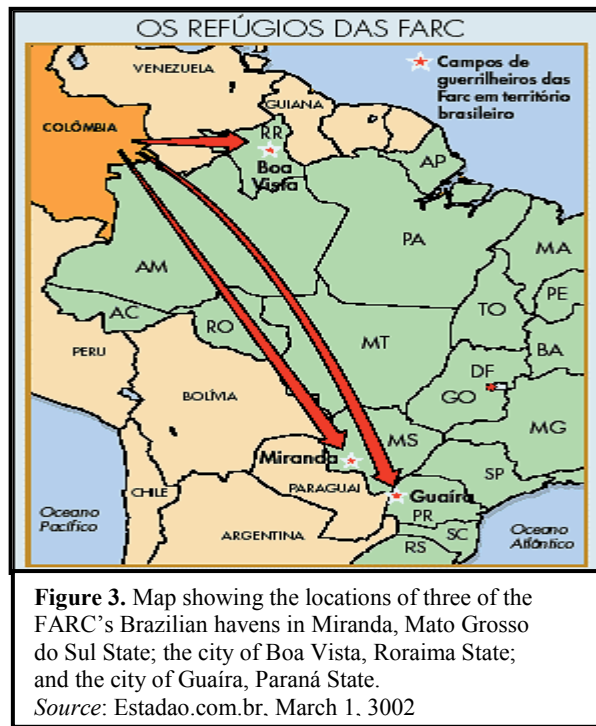 OS REFÚGIOS DAS FARC
VENEZUELA
GUIANA
Campos de
guerrilheiros das
Farc em território
brasileiro
COLÔMBIA
RR
Boa
Vista
AP
AM
PA
MA
AC
RO
TO
PE
MT
BA
PERU
DF
GO
BOLÍVIA
MG
MS
Miranda
SP
PARAGUAI
Guaíra
CHILE
PR
Oceano
Pacífico
SC
Oceano
Atlântico
ARGENTINA
RS
Figure 3. Map showing the locations of three of the
FARC's Brazilian havens in Miranda, Mato Grosso
do Sul State; the city of Boa Vista, Roraima State;
and the city of Guaíra, Paraná State.
Source: Estadao.com.br, March 1, 3002